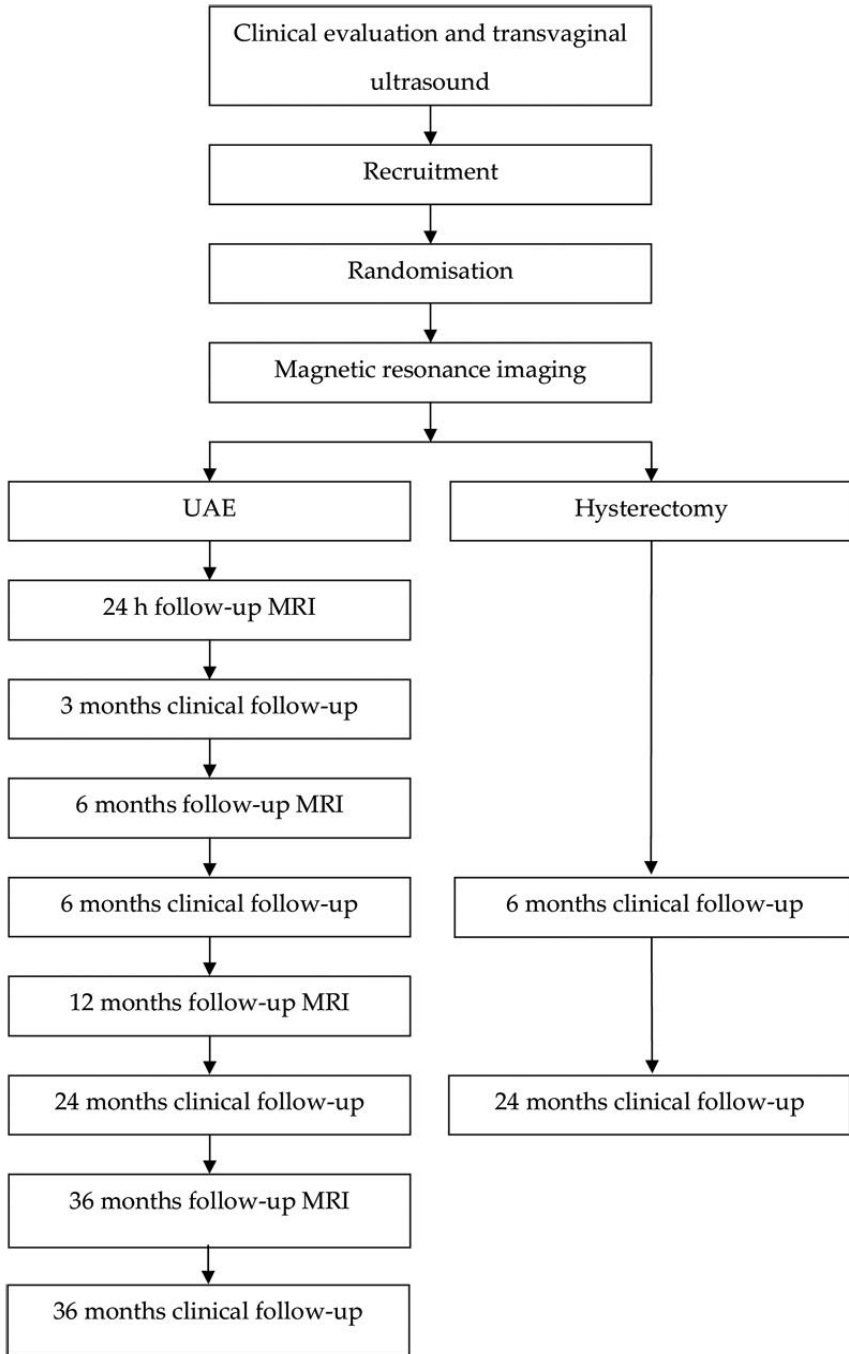 Clinical evaluation and transvaginal
ultrasound
Recruitment
Randomisation
Magnetic resonance imaging
UAE
Hysterectomy
24 h follow-up MRI
3 months clinical follow-up
6 months follow-up MRI
6 months clinical follow-up
6 months clinical follow-up
12 months follow-up MRI
24 months clinical follow-up
24 months clinical follow-up
36 months follow-up MRI
36 months clinical follow-up